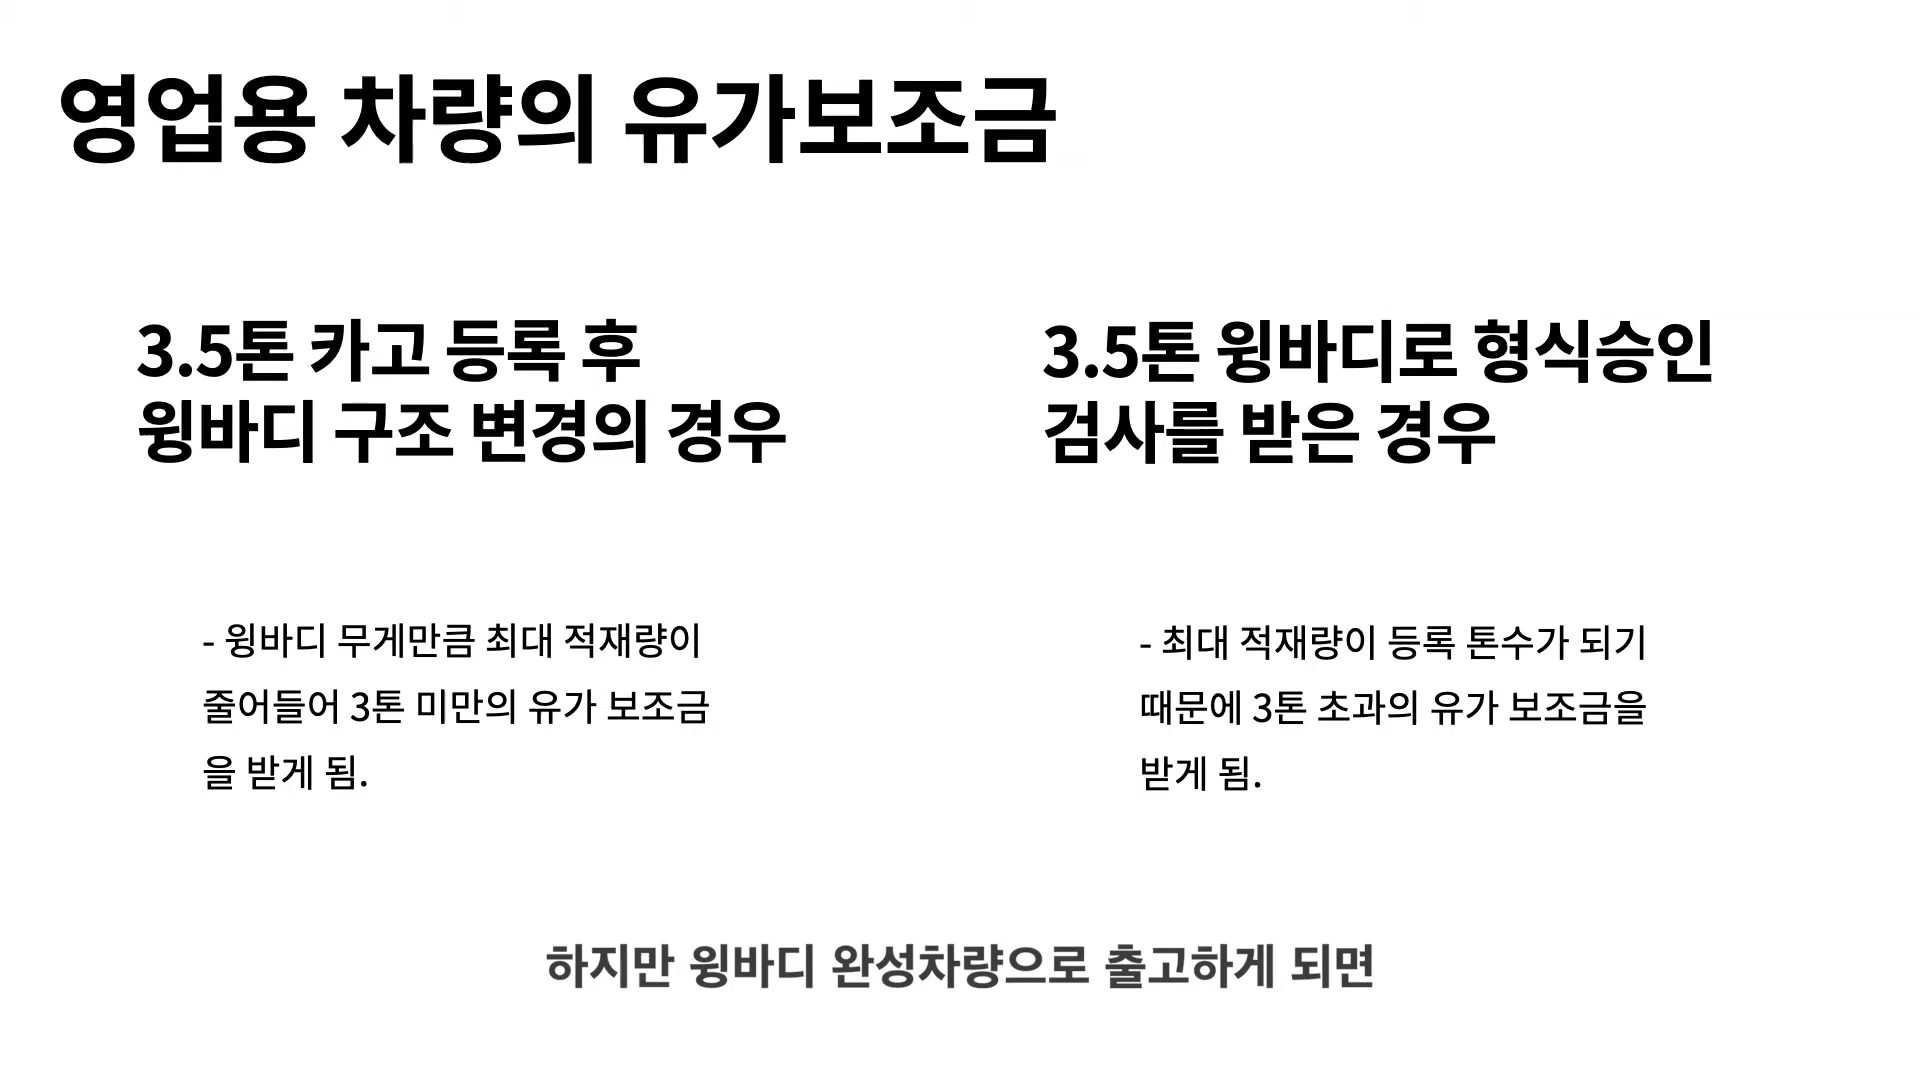 영업용 차량의 유가보조금
3.5톤 카고 등록 후
윙바디 구조 변경의 경우
- 윙바디 무게만큼 최대 적재량이
줄어들어 3톤 미만의 유가 보조금
을 받게 됨.
3.5톤 윙바디로 형식승인
검사를 받은 경우
- 최대 적재량이 등록 톤수가 되기
때문에 3톤 초과의 유가 보조금을
받게 됨.
하지만 윙바디 완성차량으로 출고하게 되면